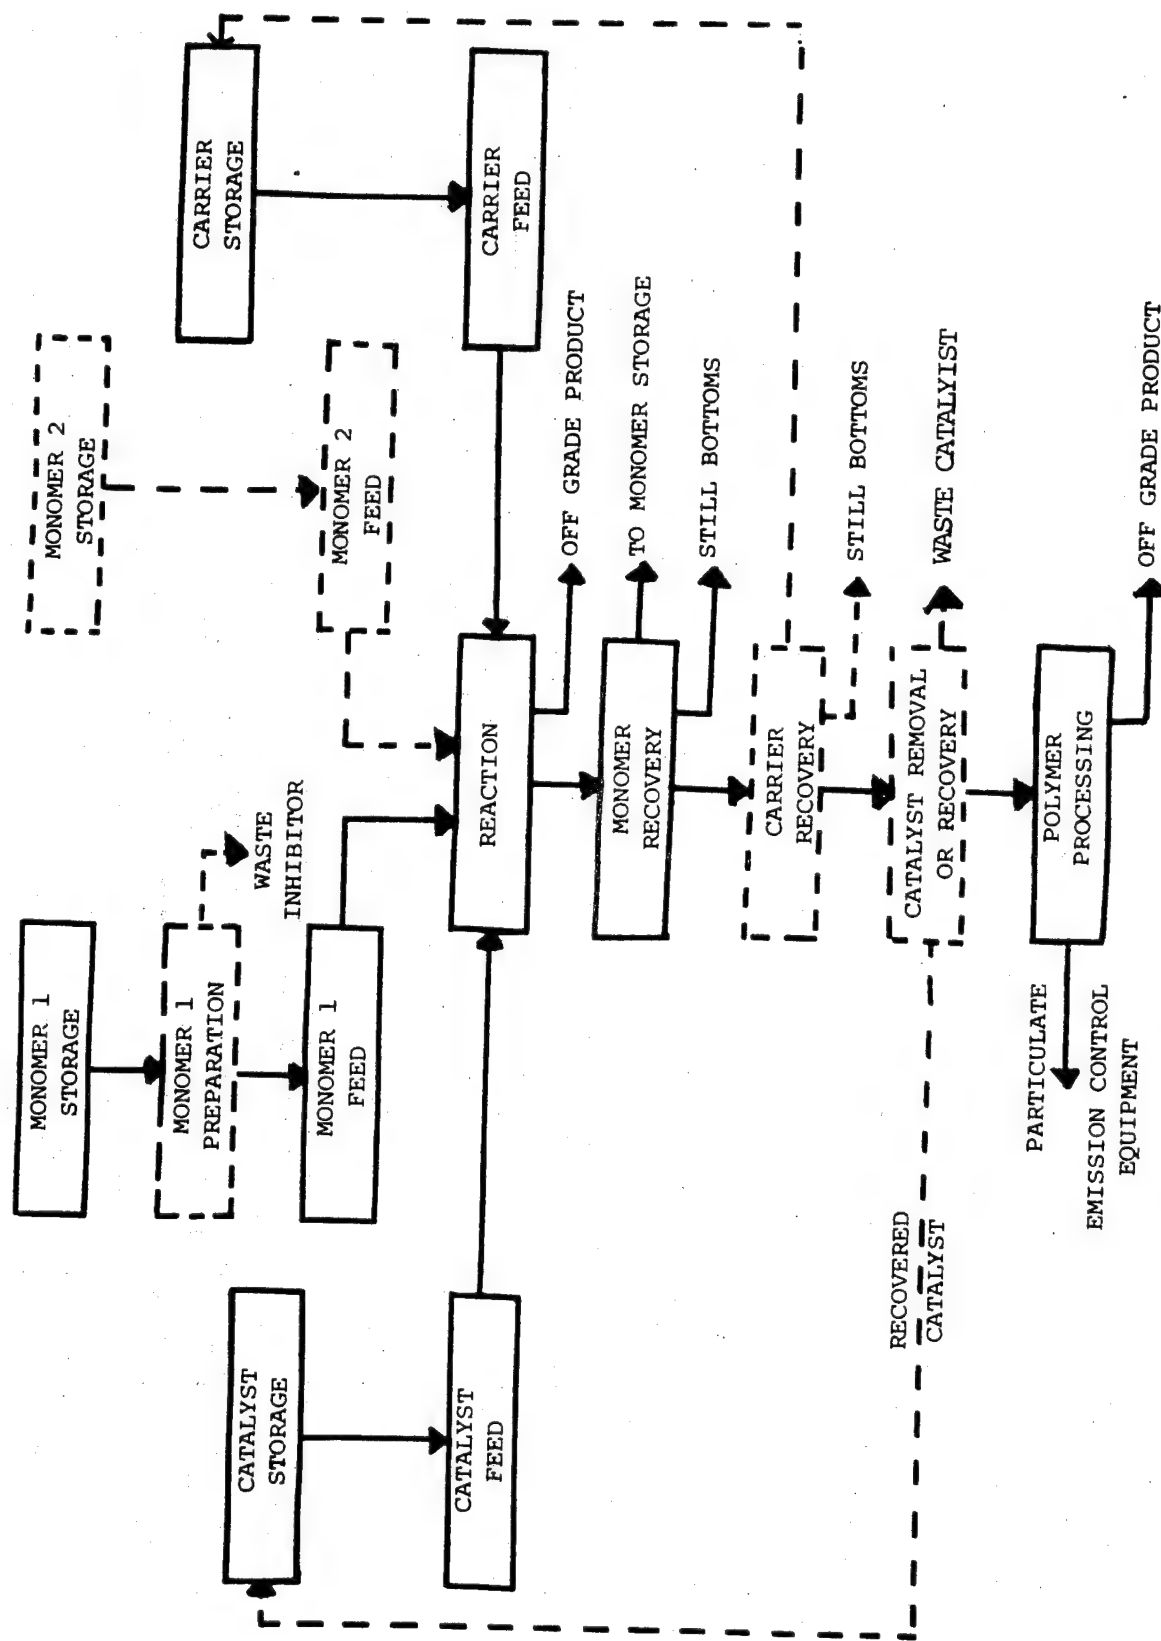 MONOMER 1
STORAGE
MONOMER 2
STORAGE
MONOMER 1
PREPARATION
WASTE
INHIBITOR
CATALYST
STORAGE
CARRIER
STORAGE
MONOMER 1
FEED
MONOMER 2
FEED
CATALYST
FEED
REACTION
CARRIER
FEED
OFF GRADE PRODUCT
MONOMER
RECOVERY
TO MONOMER STORAGE
STILL BOTTOMS
CARRIER
RECOVERY
STILL BOTTOMS
RECOVERED
CATALYST
CATALYST REMOVAL
OR RECOVERY
WASTE CATALYIST
PARTICULATE
EMISSION CONTROL
EQUIPMENT
POLYMER
PROCESSING
OFF GRADE PRODUCT